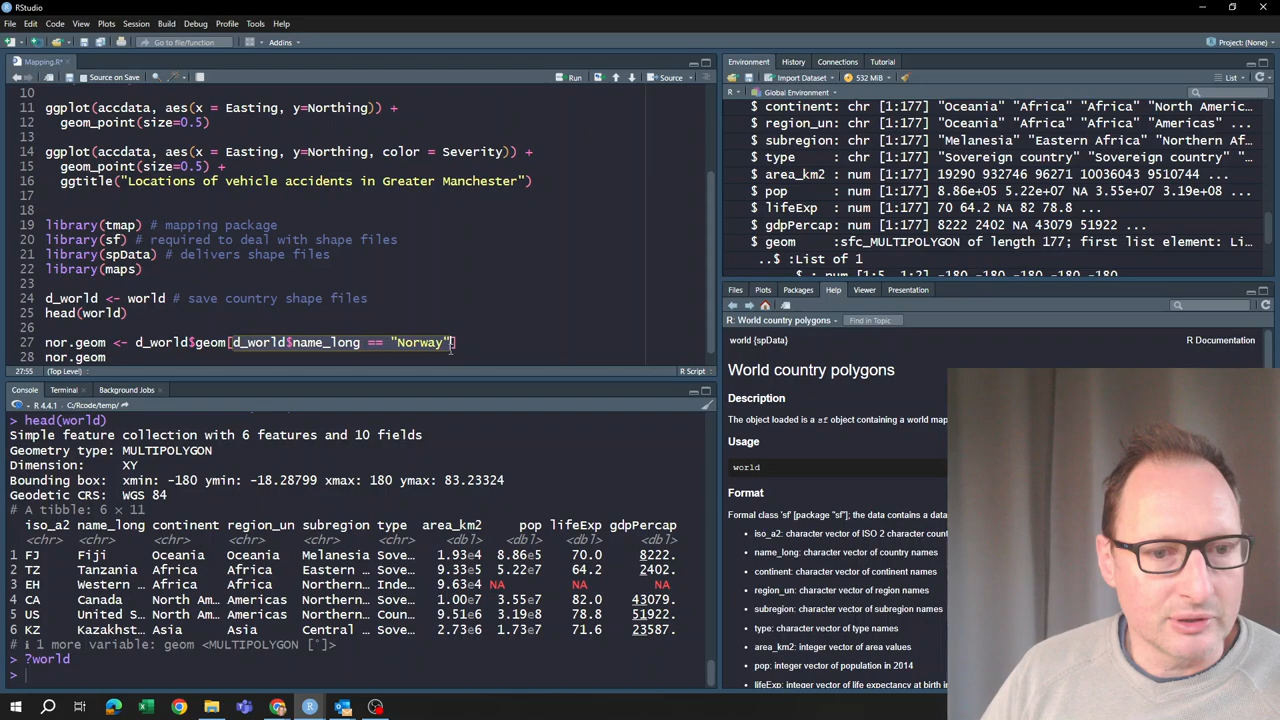 RStudio
File Edit Code View Plots Session Build Debug Profile Tools Help
Go to file/function Addins Project: (None)
Mapping.R*
Source on Save Run Source
10
11 ggplot(accdata, aes(x = Easting, y=Northing)) +
12 geom_point(size=0.5)
13
14 ggplot(accdata, aes(x = Easting, y=Northing, color = Severity)) +
15 geom_point(size=0.5) +
16 ggtitle("Locations of vehicle accidents in Greater Manchester")
17
18
19 library(tmap) # mapping package
20 library(sf) # required to deal with shape files
21 library(spData) # delivers shape files
22 library(maps)
23
24 d_world <- world # save country shape files
25 head(world)
26
27 nor.geom <- d_world$geom[d_world$name_long == "Norway"]
28 nor.geom
27:55 (Top Level) R Script
Console Terminal Background Jobs
R 4.4.1 · C:/Rcode/temp/
> head(world)
Simple feature collection with 6 features and 10 fields
Geometry type: MULTIPOLYGON
Dimension: XY
Bounding box: xmin: -180 ymin: -18.28799 xmax: 180 ymax: 83.23324
Geodetic CRS: WGS 84
# A tibble: 6 × 11
iso_a2 name_long continent region_un subregion type area_km2 pop lifeExp gdpPercap
<chr> <chr> <chr> <chr> <chr> <chr> <dbl> <dbl> <dbl> <dbl>
1 FJ Fiji Oceania Oceania Melanesia Sove… 1.93e4 8.86e5 70.0 8222.
2 TZ Tanzania Africa Africa Eastern … Sove… 9.33e5 5.22e7 64.2 2402.
3 EH Western … Africa Africa Northern… Inde… 9.63e4 NA NA NA
4 CA Canada North Am… Americas Northern… Sove… 1.00e7 3.55e7 82.0 43079.
5 US United S… North Am… Americas Northern… Coun… 9.51e6 3.19e8 78.8 51922.
6 KZ Kazakhst… Asia Asia Central … Sove… 2.73e6 1.73e7 71.6 23587.
# ℹ 1 more variable: geom <MULTIPOLYGON [°]>
> ?world
>
Environment History Connections Tutorial
Import Dataset 532 MiB List
R Global Environment
$ continent: chr [1:177] "Oceania" "Africa" "Africa" "North Americ…
$ region_un: chr [1:177] "Oceania" "Africa" "Africa" "Americas" ...
$ subregion: chr [1:177] "Melanesia" "Eastern Africa" "Northern Af…
$ type : chr [1:177] "Sovereign country" "Sovereign country" "…
$ area_km2 : num [1:177] 19290 932746 96271 10036043 9510744 ...
$ pop : num [1:177] 8.86e+05 5.22e+07 NA 3.55e+07 3.19e+08 ...
$ lifeExp : num [1:177] 70 64.2 NA 82 78.8 ...
$ gdpPercap: num [1:177] 8222 2402 NA 43079 51922 ...
$ geom :sfc_MULTIPOLYGON of length 177; first list element: Li…
..$ :List of 1
$ : num [1:5, 1:2] -180 -180 -180 -180 -180
Files Plots Packages Help Viewer Presentation
R: World country polygons Find in Topic
world {spData} R Documentation
World country polygons
Description
The object loaded is a sf object containing a world map
Usage
world
Format
Formal class 'sf' [package "sf"]; the data contains a data
iso_a2: character vector of ISO 2 character count
name_long: character vector of country names
continent: character vector of continent names
region_un: character vector of region names
subregion: character vector of subregion names
type: character vector of type names
area_km2: integer vector of area values
pop: integer vector of population in 2014
lifeExp: integer vector of life expectancy at birth in